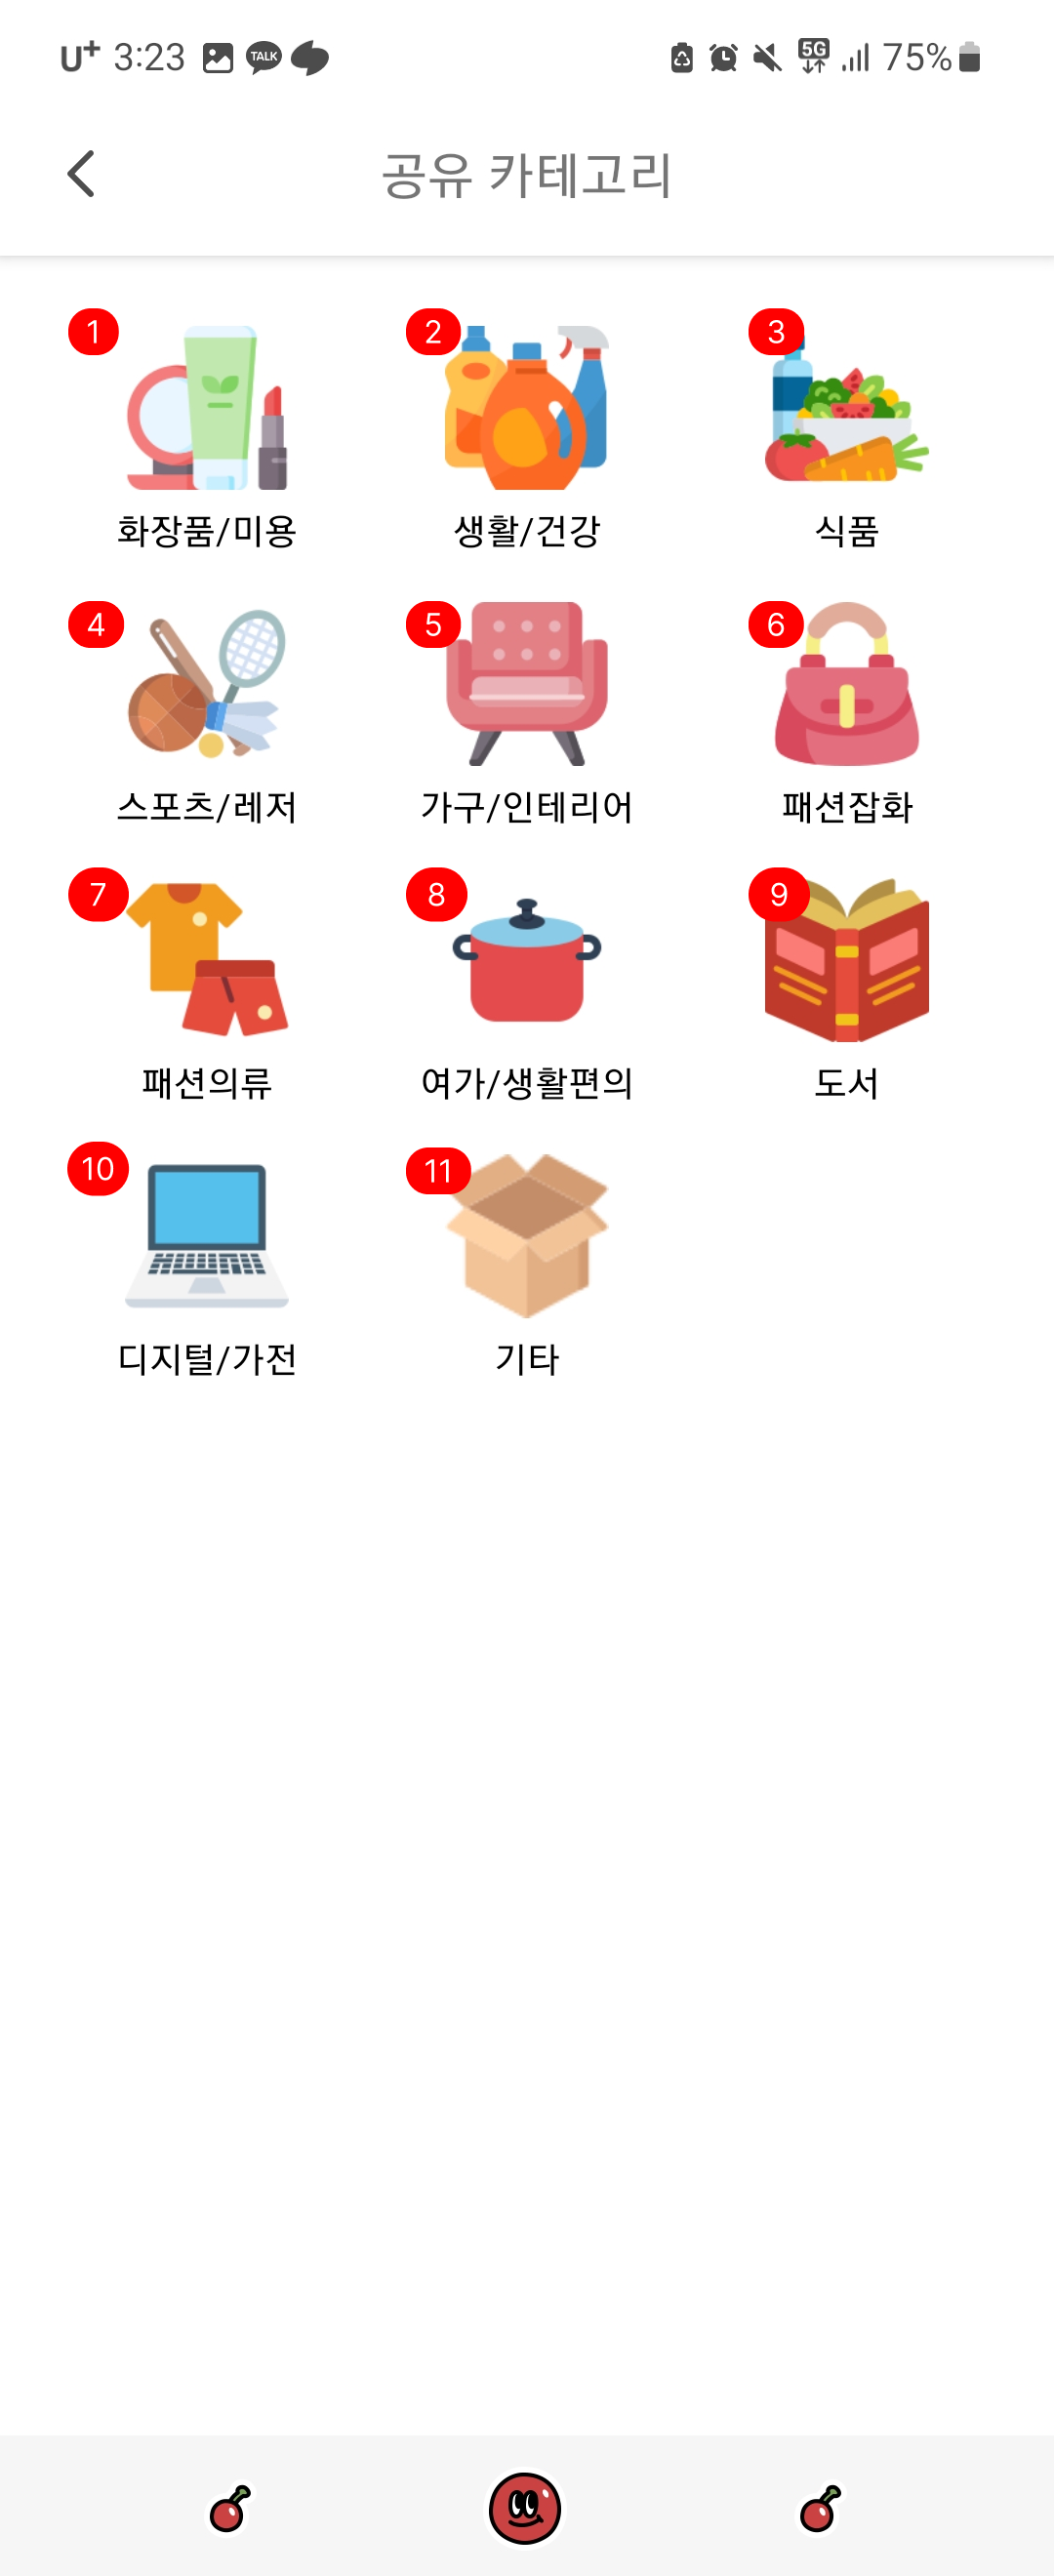 U+ 3:23 TALK 5G 75%
공유 카테고리
1 2 3
화장품/미용 생활/건강 식품
4 5 6
스포츠/레저 가구/인테리어 패션잡화
7 8 9
패션의류 여가/생활편의 도서
10 11
디지털/가전 기타